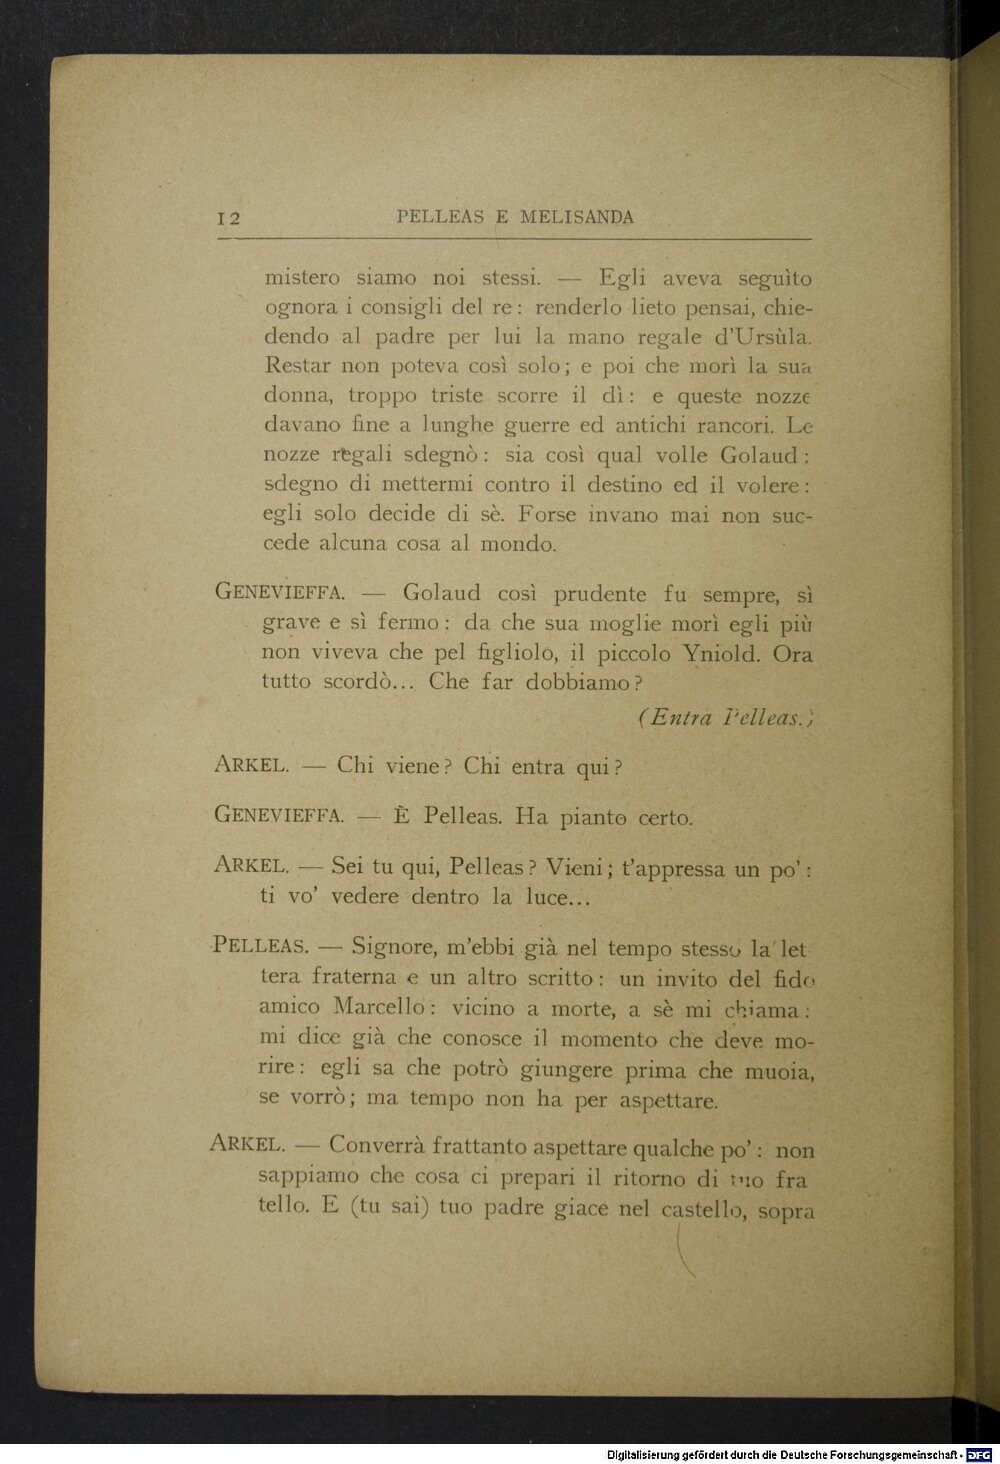 12 PELLEAS E MELISANDA
mistero siamo noi stessi. — Egli aveva seguìto
ognora i consigli del re: renderlo lieto pensai, chie-
dendo al padre per lui la mano regale d'Ursùla.
Restar non poteva così solo; e poi che morì la sua
donna, troppo triste scorre il dì: e queste nozze
davano fine a lunghe guerre ed antichi rancori. Le
nozze regali sdegnò: sia così qual volle Golaud:
sdegno di mettermi contro il destino ed il volere:
egli solo decide di sè. Forse invano mai non suc-
cede alcuna cosa al mondo.
GENEVIEFFA. — Golaud così prudente fu sempre, sì
grave e sì fermo: da che sua moglie morì egli più
non viveva che pel figliolo, il piccolo Yniold. Ora
tutto scordò... Che far dobbiamo?
(Entra Pelleas.)
ARKEL. — Chi viene? Chi entra qui?
GENEVIEFFA. — È Pelleas. Ha pianto certo.
ARKEL. — Sei tu qui, Pelleas? Vieni; t'appressa un po':
ti vo' vedere dentro la luce...
PELLEAS. — Signore, m'ebbi già nel tempo stesso la let-
tera fraterna e un altro scritto: un invito del fido
amico Marcello: vicino a morte, a sè mi chiama:
mi dice già che conosce il momento che deve mo-
rire: egli sa che potrò giungere prima che muoia,
se vorrò; ma tempo non ha per aspettare.
ARKEL. — Converrà frattanto aspettare qualche po': non
sappiamo che cosa ci prepari il ritorno di tuo fra
tello. E (tu sai) tuo padre giace nel castello, sopra
Digitalisierung gefördert durch die Deutsche Forschungsgemeinschaft - DFG